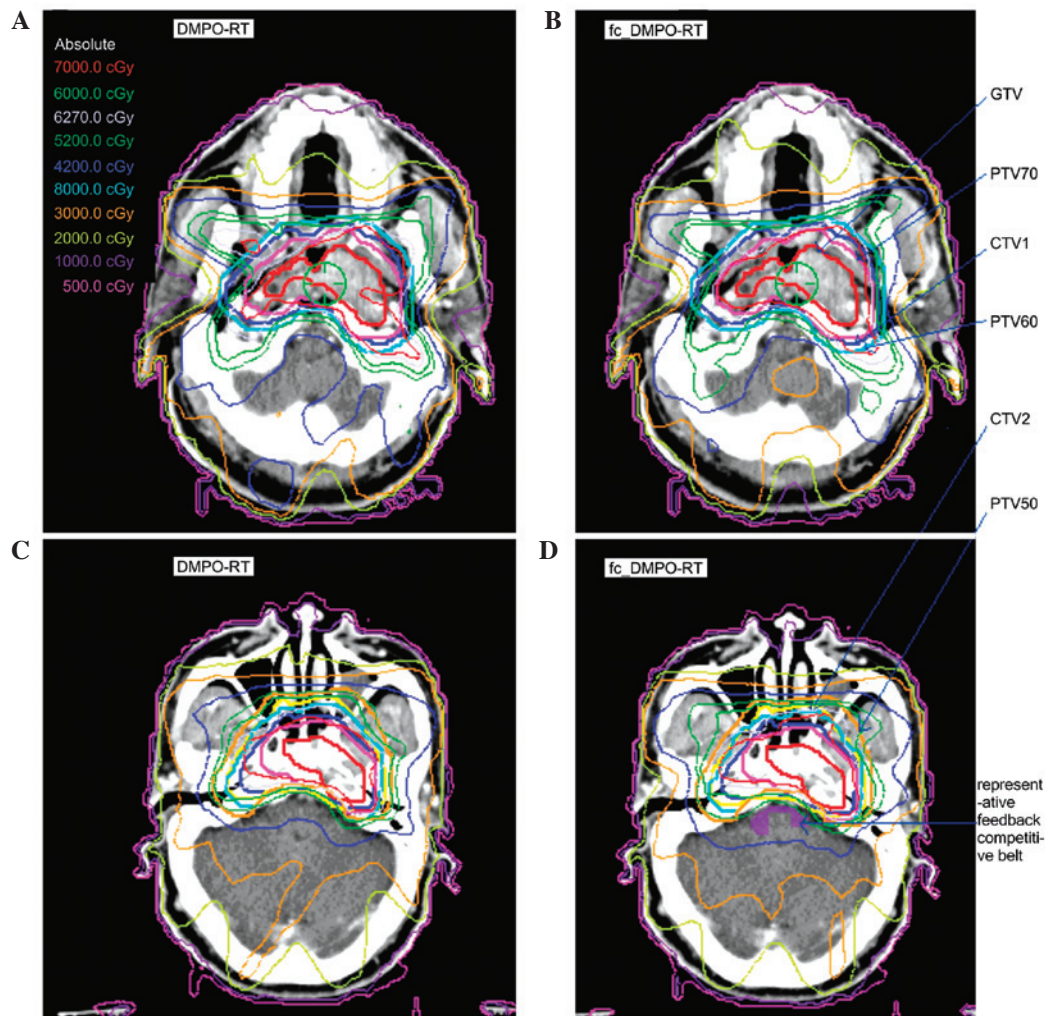 A
DMPO-RT
Absolute
7000.0 cGy
6000.0 cGy
6270.0 cGy
5200.0 cGy
4200.0 cGy
8000.0 cGy
3000.0 cGy
2000.0 cGy
1000.0 cGy
500.0 cGy
B
fc_DMPO-RT
GTV
PTV70
CTV1
PTV60
CTV2
PTV50
C
DMPO-RT
D
fc_DMPO-RT
represent
-ative
feedback
competiti-
ve belt